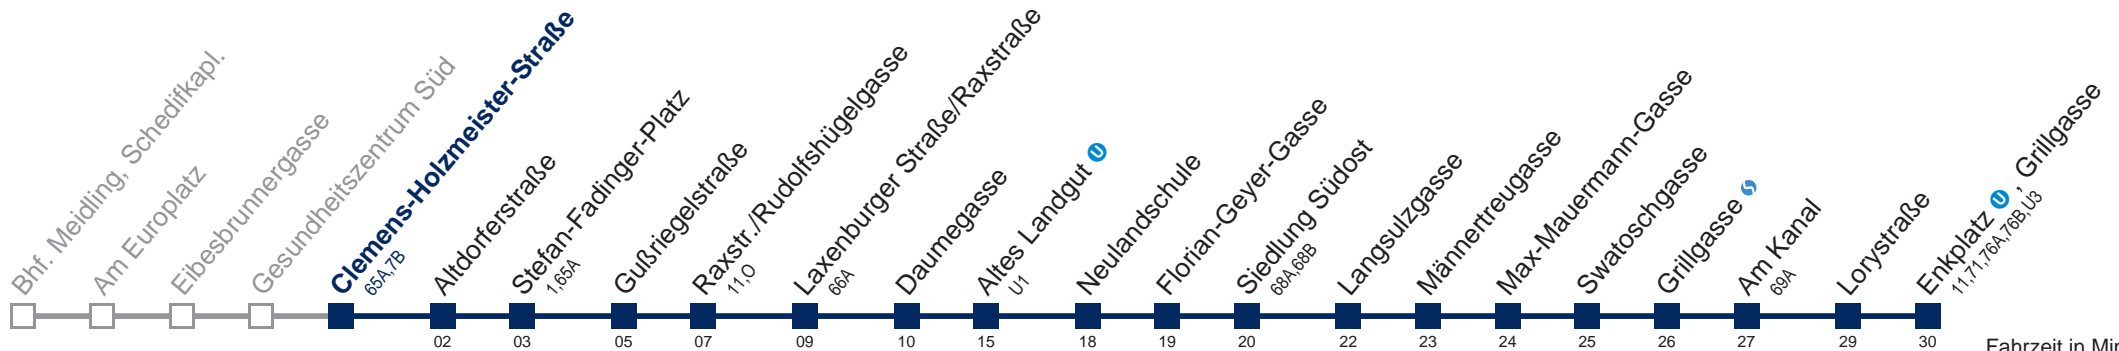 Bhf. Meidling, Schedifkapl.
Am Europlatz
Eibesbrunnergasse
Gesundheitszentrum Süd
Clemens-Holzmeister-Straße
65A,7B
Altdorferstraße
02
Stefan-Fadinger-Platz
1,65A
03
Gußriegelstraße
05
Raxstr./Rudolfshügelgasse
11,O
07
Laxenburger Straße/Raxstraße
66A
09
Daumegasse
10
Altes Landgut U
U1
15
Neulandschule
18
Florian-Geyer-Gasse
19
Siedlung Südost
68A,68B
20
Langsulzgasse
22
Männertreugasse
23
Max-Mauermann-Gasse
24
Swatoschgasse
25
Grillgasse S
26
Am Kanal
69A
27
Lorystraße
29
Enkplatz U , Grillgasse
11,71,76A,76B,U3
30
Fahrzeit in Min